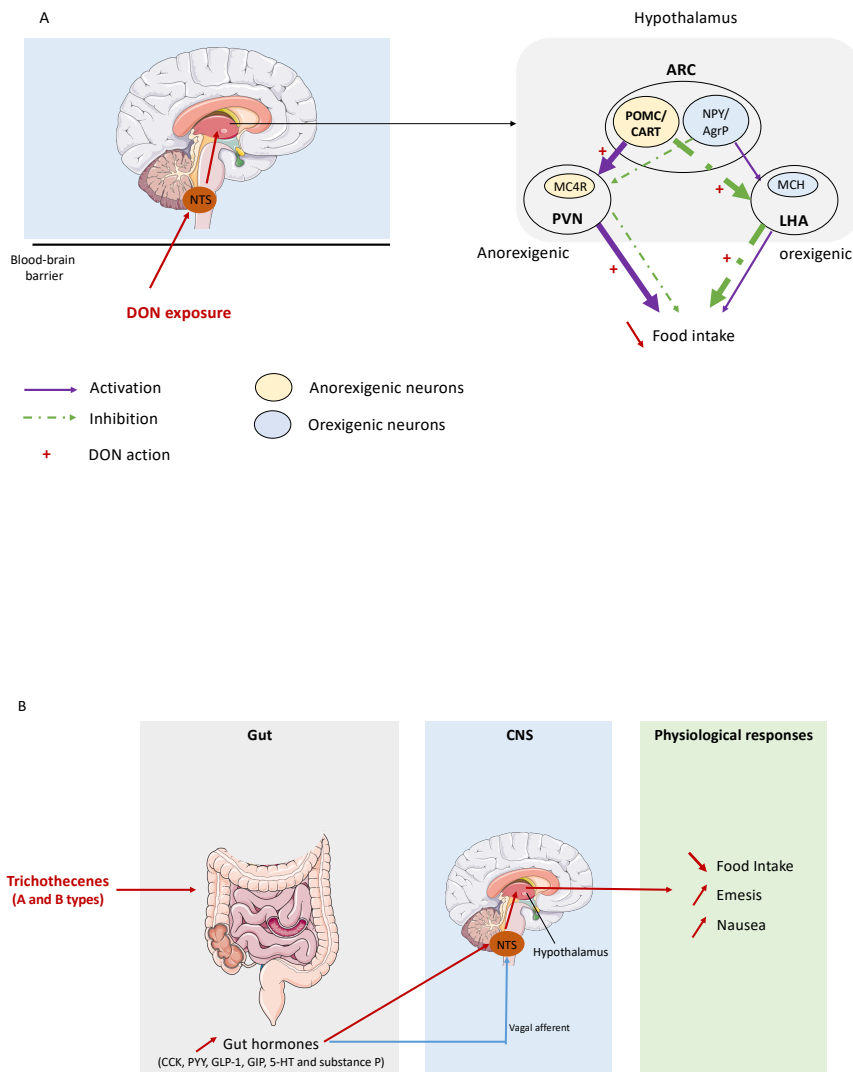 A
Hypothalamus
ARC
POMC/
CART
NPY/
AgrP
+
MC4R
PVN
+
MCH
LHA
NTS
Blood-brain
barrier
DON exposure
Anorexigenic
+
+
orexigenic
Food intake
Activation
Inhibition
+
DON action
Anorexigenic neurons
Orexigenic neurons
B
Gut
CNS
Physiological responses
Trichothecenes
(A and B types)
NTS
Hypothalamus
Food Intake
Emesis
Nausea
Vagal afferent
Gut hormones
(CCK, PYY, GLP-1, GIP, 5-HT and substance P)